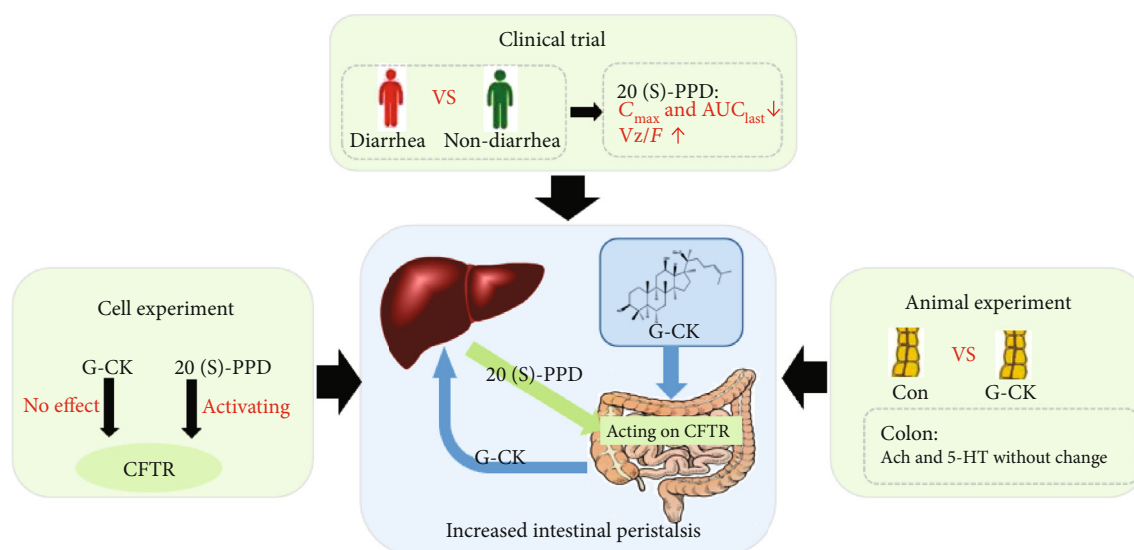 Clinical trial
VS
Diarrhea
Non-diarrhea
20 (S)-PPD:
Cmax and AUClast↓
Vz/F ↑
Cell experiment
G-CK
20 (S)-PPD
No effect
Activating
CFTR
G-CK
20 (S)-PPD
Acting on CFTR
G-CK
Increased intestinal peristalsis
Animal experiment
VS
Con
G-CK
Colon:
Ach and 5-HT without change